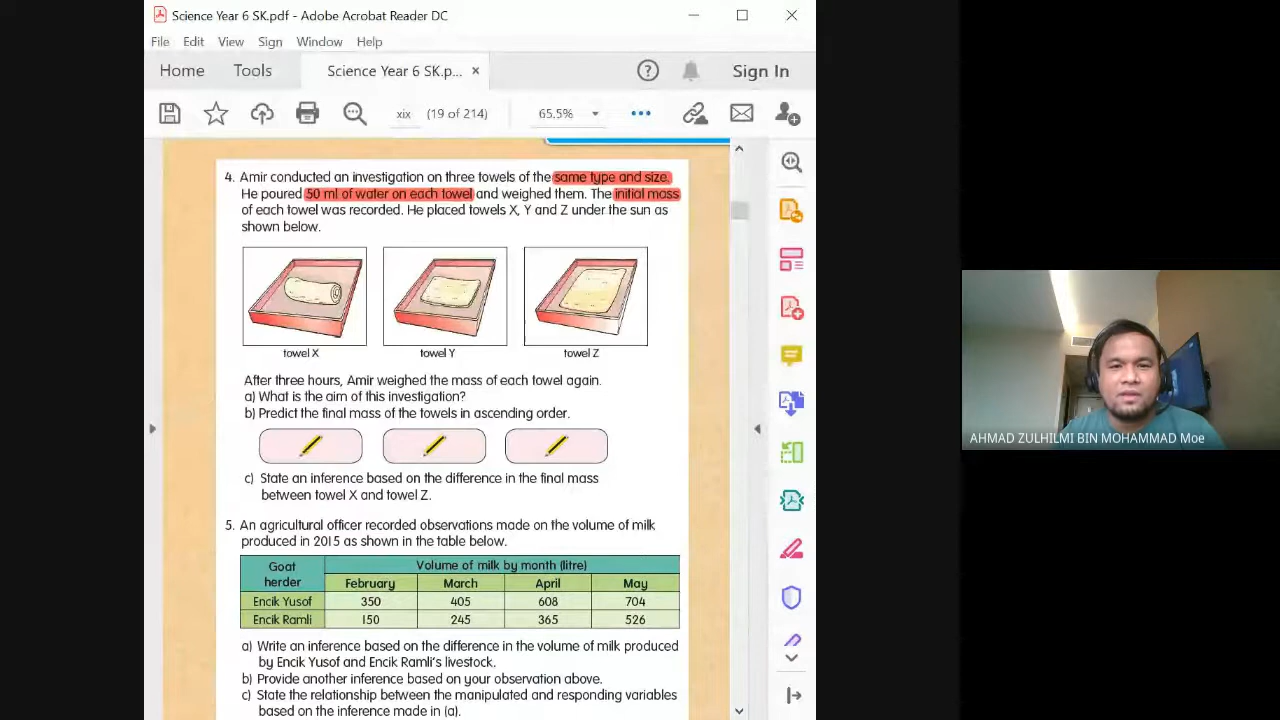 Science Year 6 SK.pdf - Adobe Acrobat Reader DC
File Edit View Sign Window Help
Home Tools Science Year 6 SK.p... × ? Sign In
xix (19 of 214) 65.5%
4. Amir conducted an investigation on three towels of the same type and size.
He poured 50 ml of water on each towel and weighed them. The initial mass
of each towel was recorded. He placed towels X, Y and Z under the sun as
shown below.
towel X towel Y towel Z
After three hours, Amir weighed the mass of each towel again.
a) What is the aim of this investigation?
b) Predict the final mass of the towels in ascending order.
c) State an inference based on the difference in the final mass
between towel X and towel Z.
5. An agricultural officer recorded observations made on the volume of milk
produced in 2015 as shown in the table below.
Goat herder Volume of milk by month (litre)
February March April May
Encik Yusof 350 405 608 704
Encik Ramli 150 245 365 526
a) Write an inference based on the difference in the volume of milk produced
by Encik Yusof and Encik Ramli's livestock.
b) Provide another inference based on your observation above.
c) State the relationship between the manipulated and responding variables
based on the inference made in (a).
AHMAD ZULHILMI BIN MOHAMMAD Moe